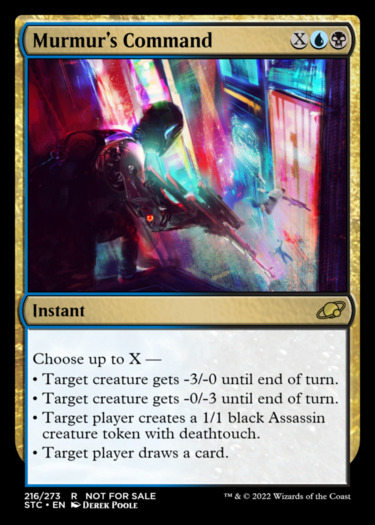 Murmur's Command X
Instant
Choose up to X —
• Target creature gets -3/-0 until end of turn.
• Target creature gets -0/-3 until end of turn.
• Target player creates a 1/1 black Assassin
creature token with deathtouch.
• Target player draws a card.
216/273 R NOT FOR SALE
STC • EN DEREK POOLE
™ & © 2022 Wizards of the Coast